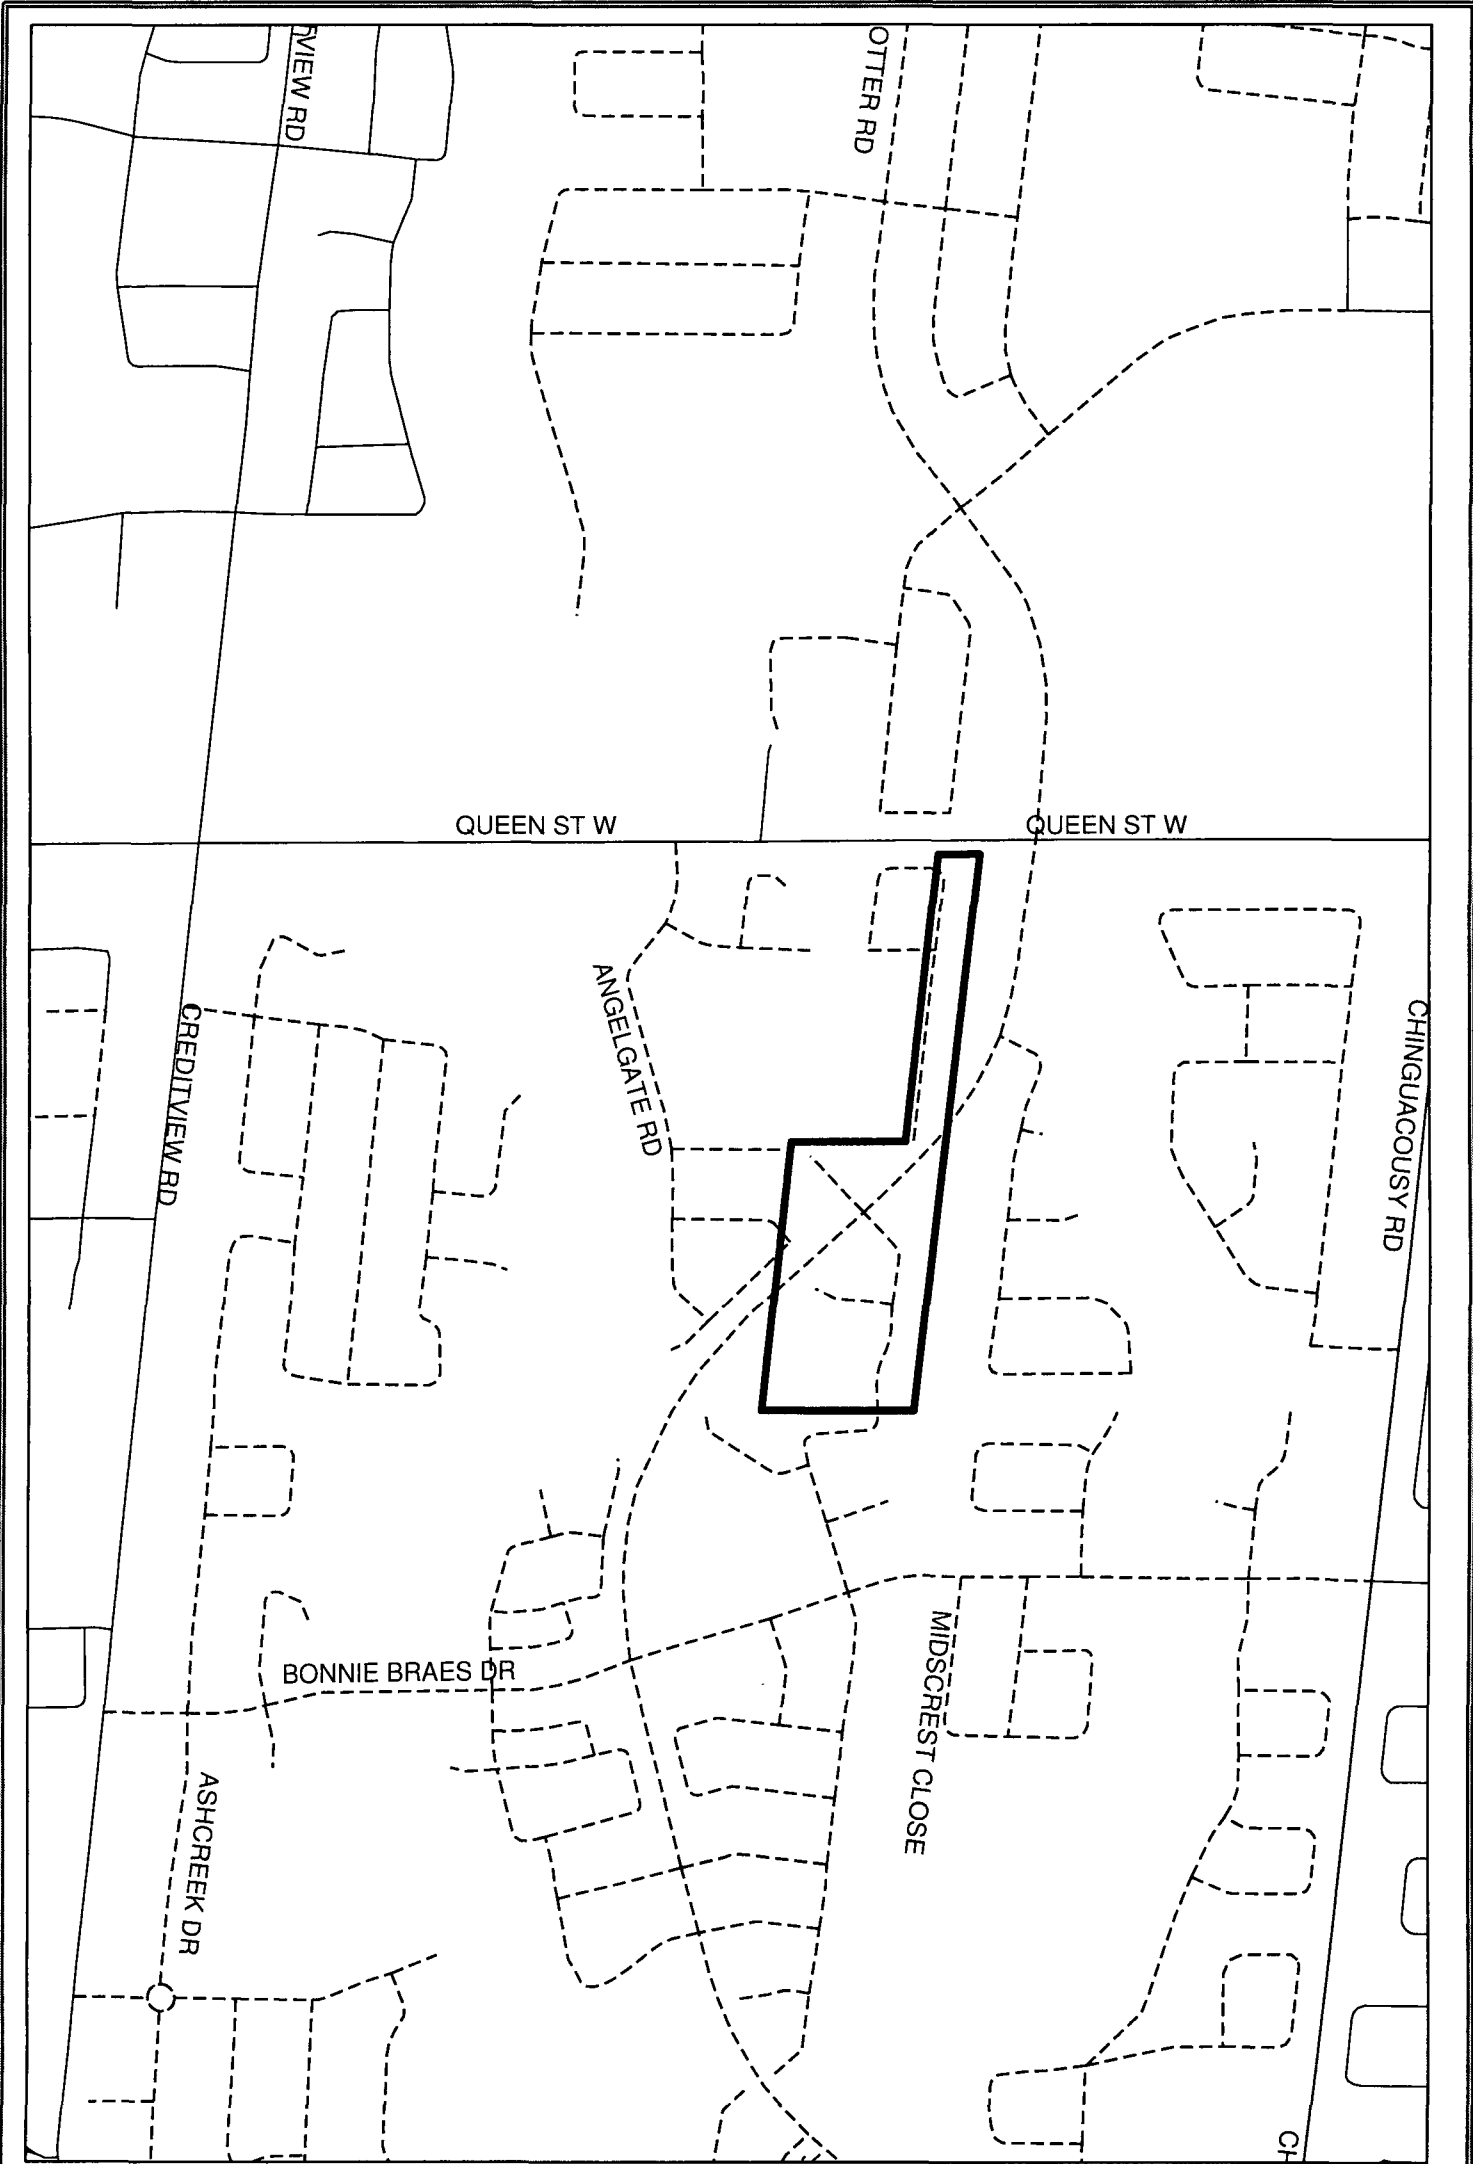 VIEW RD
OTTER RD
QUEEN ST W
QUEEN ST W
ANGELGATE RD
CREDITVIEW RD
CHINGUACOUSY RD
BONNIE BRAES DR
MIDSCREST CLOSE
ASHCREEK DR
CH